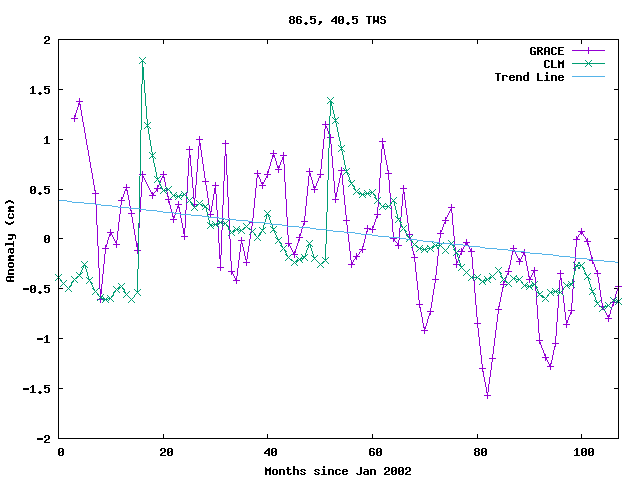 86.5, 40.5 TWS
GRACE
CLM
Trend Line
2
1.5
1
0.5
0
-0.5
-1
-1.5
-2
Anomaly (cm)
0 20 40 60 80 100
Months since Jan 2002